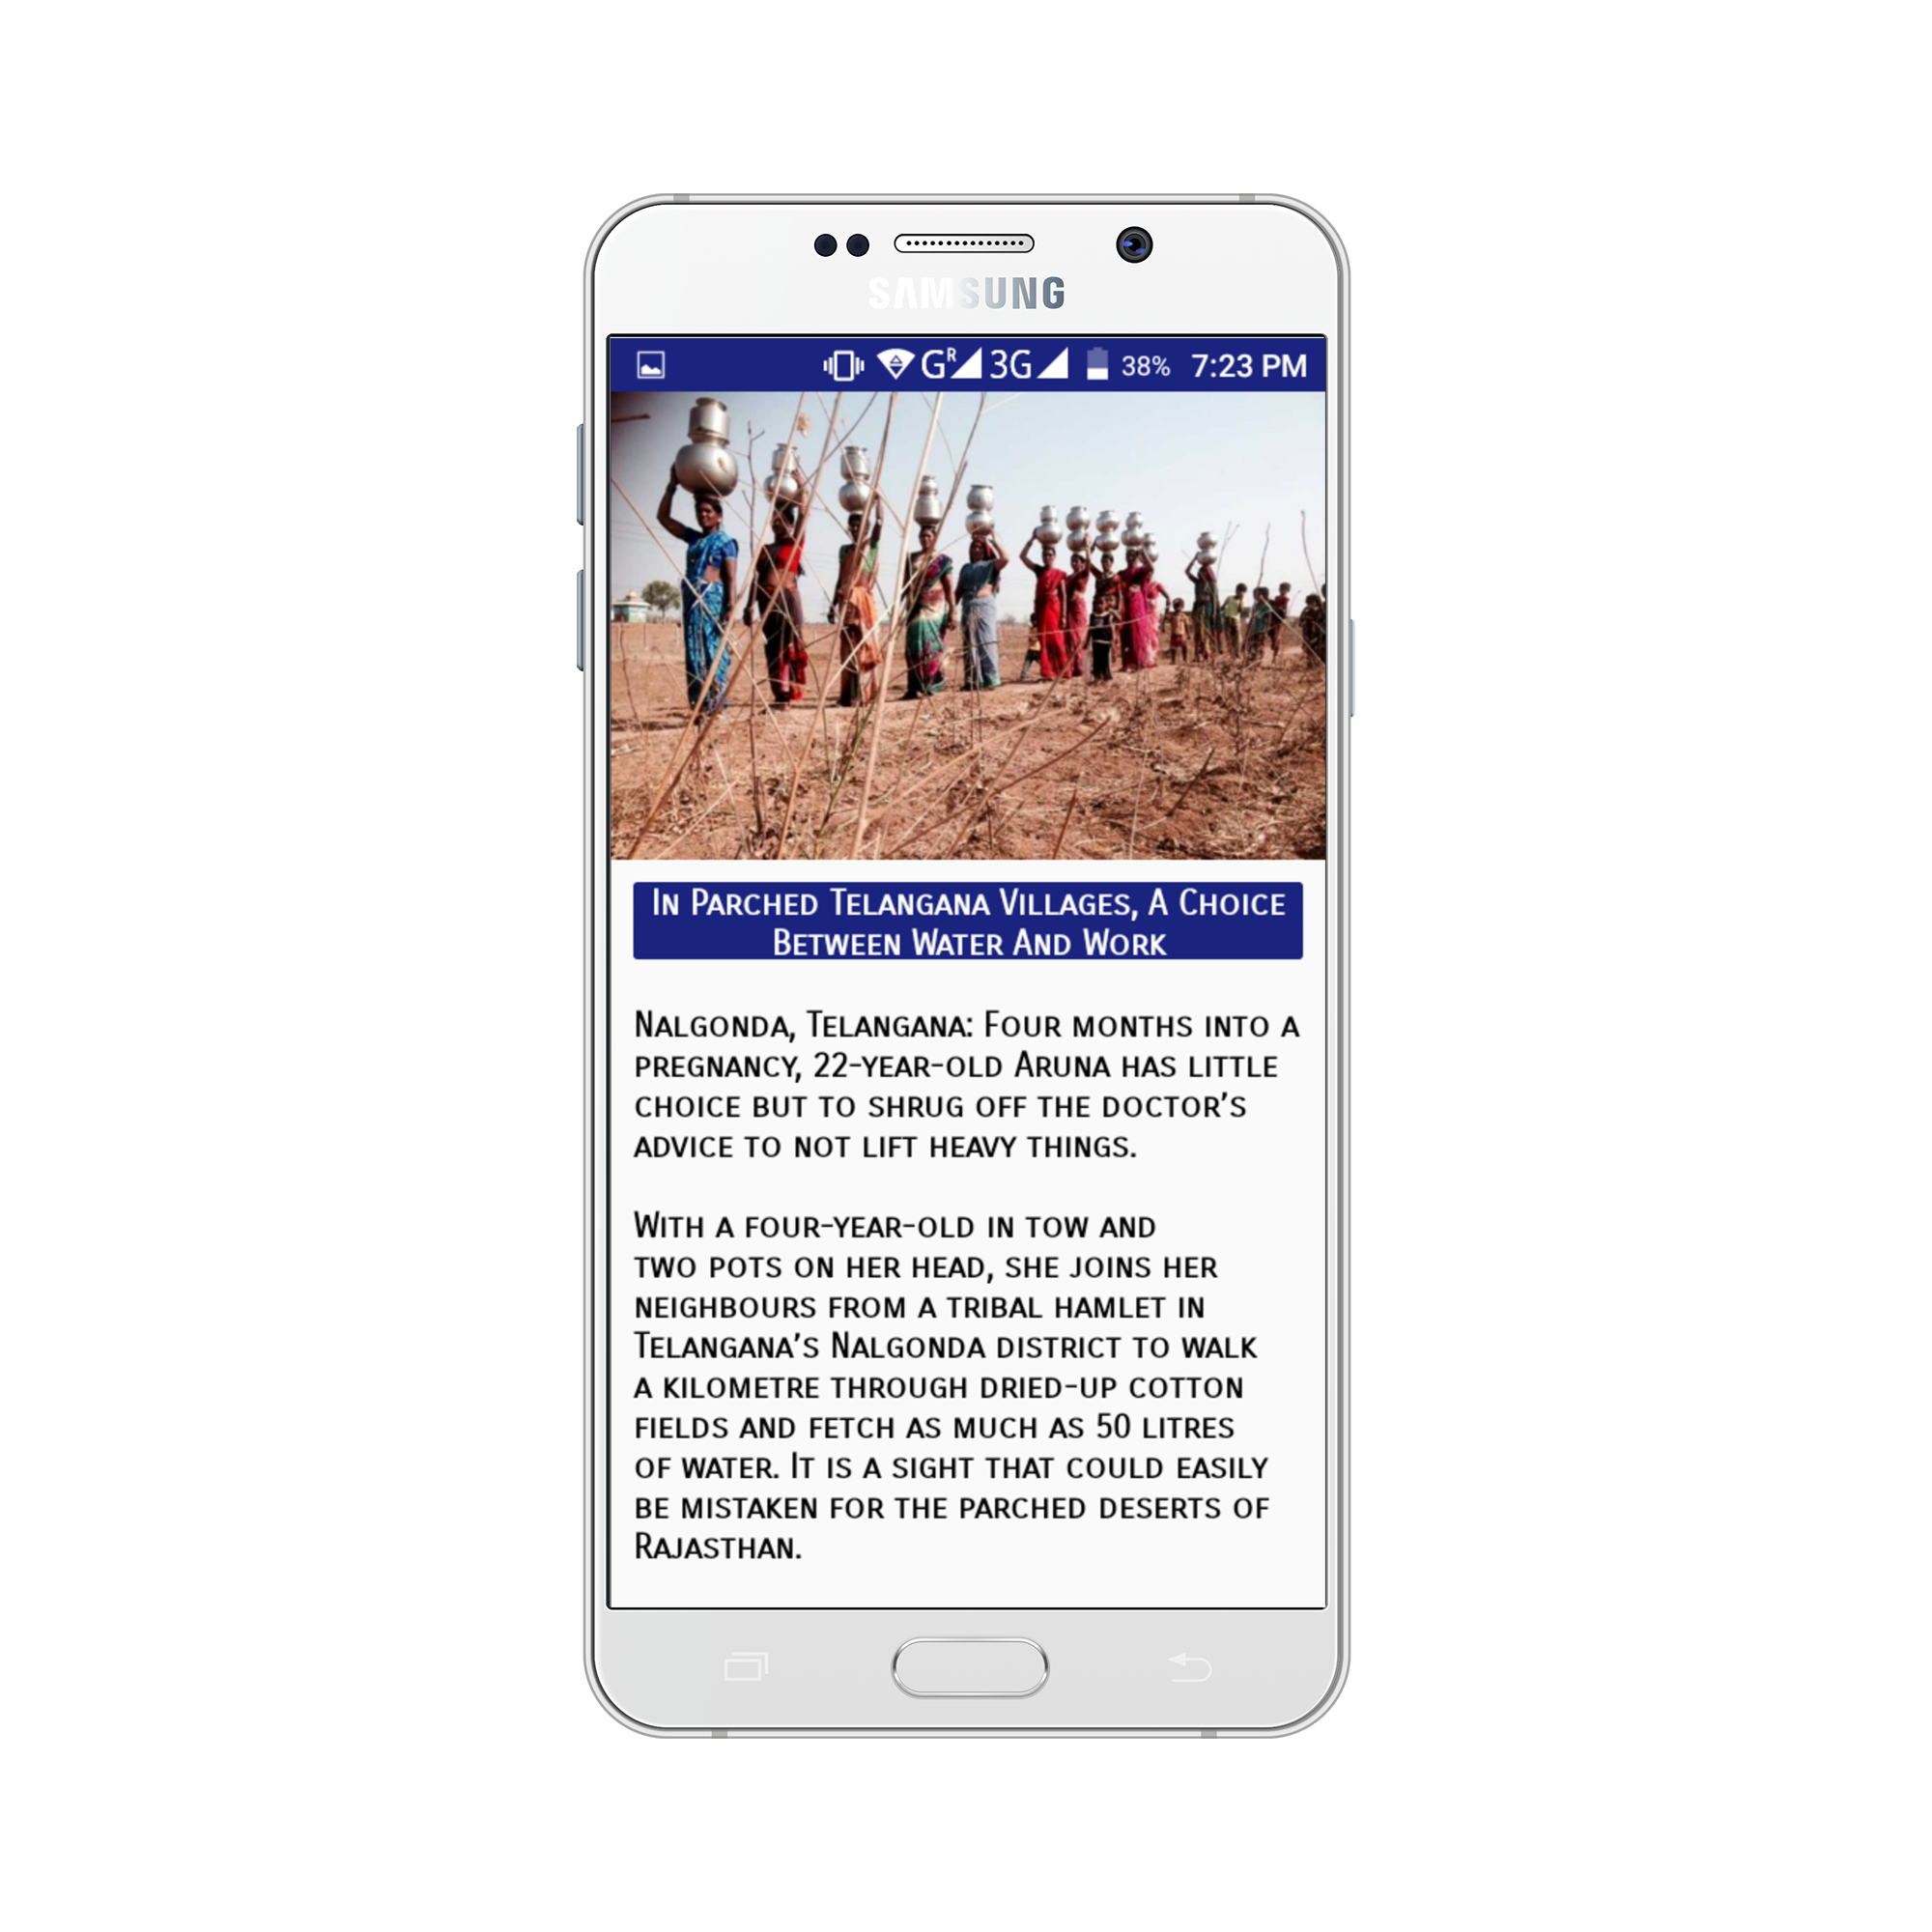 SAMSUNG
GR 3G 38% 7:23 PM
In Parched Telangana Villages, A Choice
Between Water And Work
Nalgonda, Telangana: Four months into a
pregnancy, 22-year-old Aruna has little
choice but to shrug off the doctor's
advice to not lift heavy things.
With a four-year-old in tow and
two pots on her head, she joins her
neighbours from a tribal hamlet in
Telangana's Nalgonda district to walk
a kilometre through dried-up cotton
fields and fetch as much as 50 litres
of water. It is a sight that could easily
be mistaken for the parched deserts of
Rajasthan.